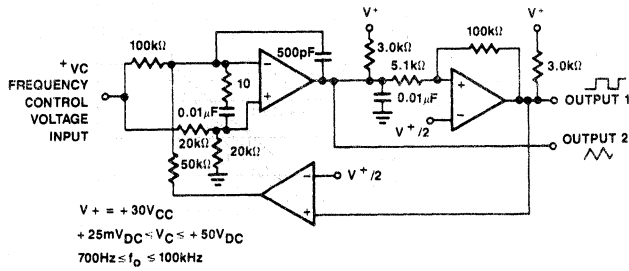 V+
V+
500pF
100kΩ
3.0kΩ
100kΩ
3.0kΩ
+VC
FREQUENCY
CONTROL
VOLTAGE
INPUT
5.1kΩ
10
0.01μF
0.01μF
20kΩ
20kΩ
50kΩ
V+/2
OUTPUT 1
OUTPUT 2
V+/2
V+ = +30VCC
+25mVDC ≤ VC ≤ +50VDC
700Hz ≤ fo ≤ 100kHz
−
+
+
−
−
+